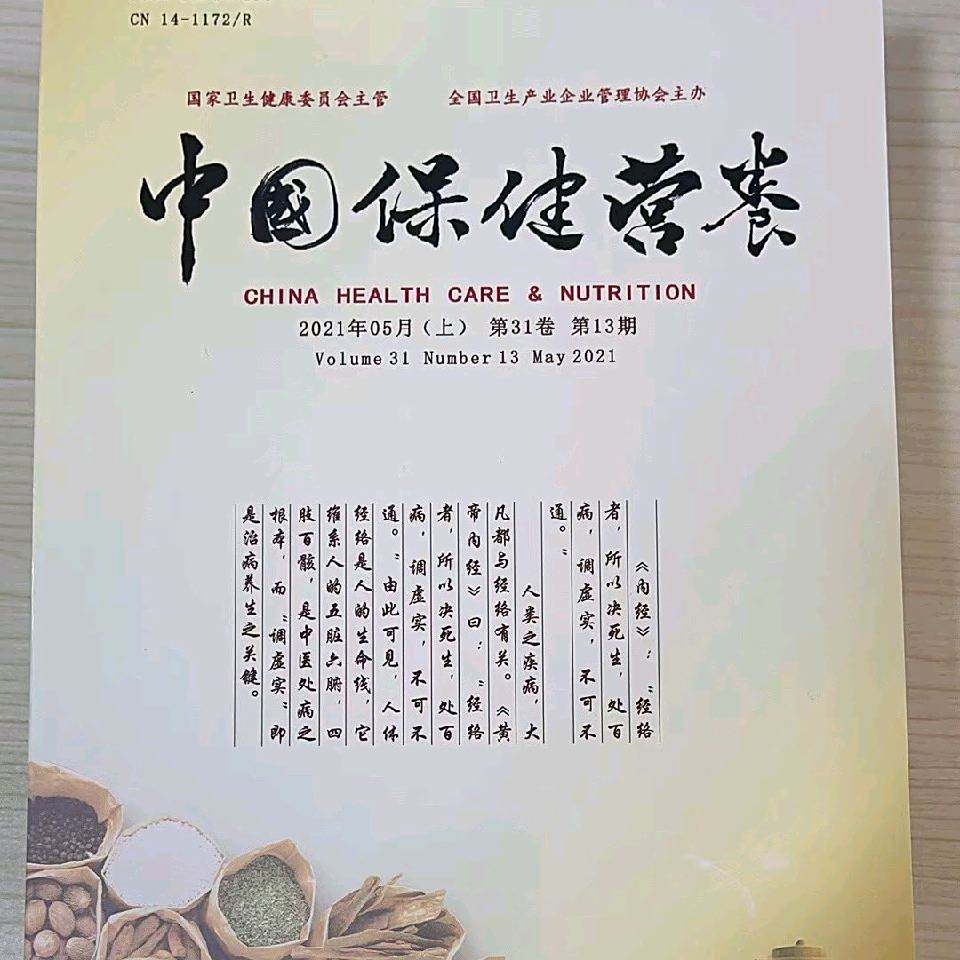 CN 14-1172/R
国家卫生健康委员会主管 全国卫生产业企业管理协会主办
中国保健营养
CHINA HEALTH CARE & NUTRITION
2021年05月(上) 第31卷 第13期
Volume 31 Number 13 May 2021
《内经》：“经络
者，所以决死生，处百
病，调虚实，不可不
通。”
人类之疾病，大
凡都与经络有关。《黄
帝内经》曰：“经络
者，所以决死生，处百
病，调虚实，不可不
通。”由此可见，人体
经络是人的生命线，它
维系人的五脏六腑，四
肢百骸，是中医处病之
根本，而“调虚实”即
是治病养生之关键。